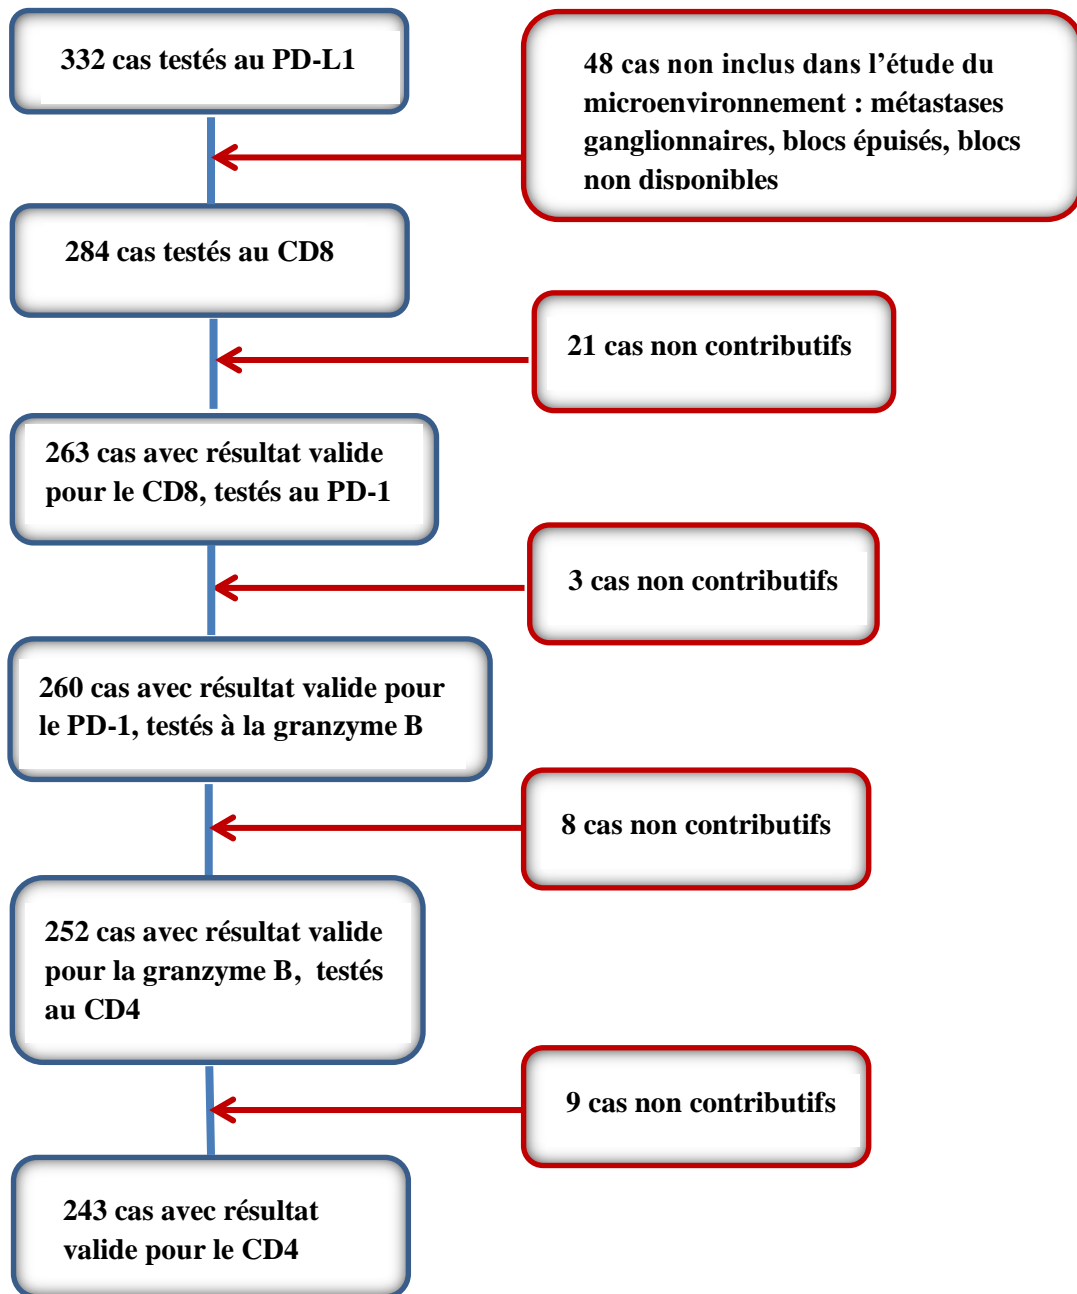 332 cas testés au PD-L1
48 cas non inclus dans l’étude du
microenvironnement : métastases
ganglionnaires, blocs épuisés, blocs
non disponibles
284 cas testés au CD8
21 cas non contributifs
263 cas avec résultat valide
pour le CD8, testés au PD-1
3 cas non contributifs
260 cas avec résultat valide pour
le PD-1, testés à la granzyme B
8 cas non contributifs
252 cas avec résultat valide
pour la granzyme B,  testés
au CD4
9 cas non contributifs
243 cas avec résultat
valide pour le CD4